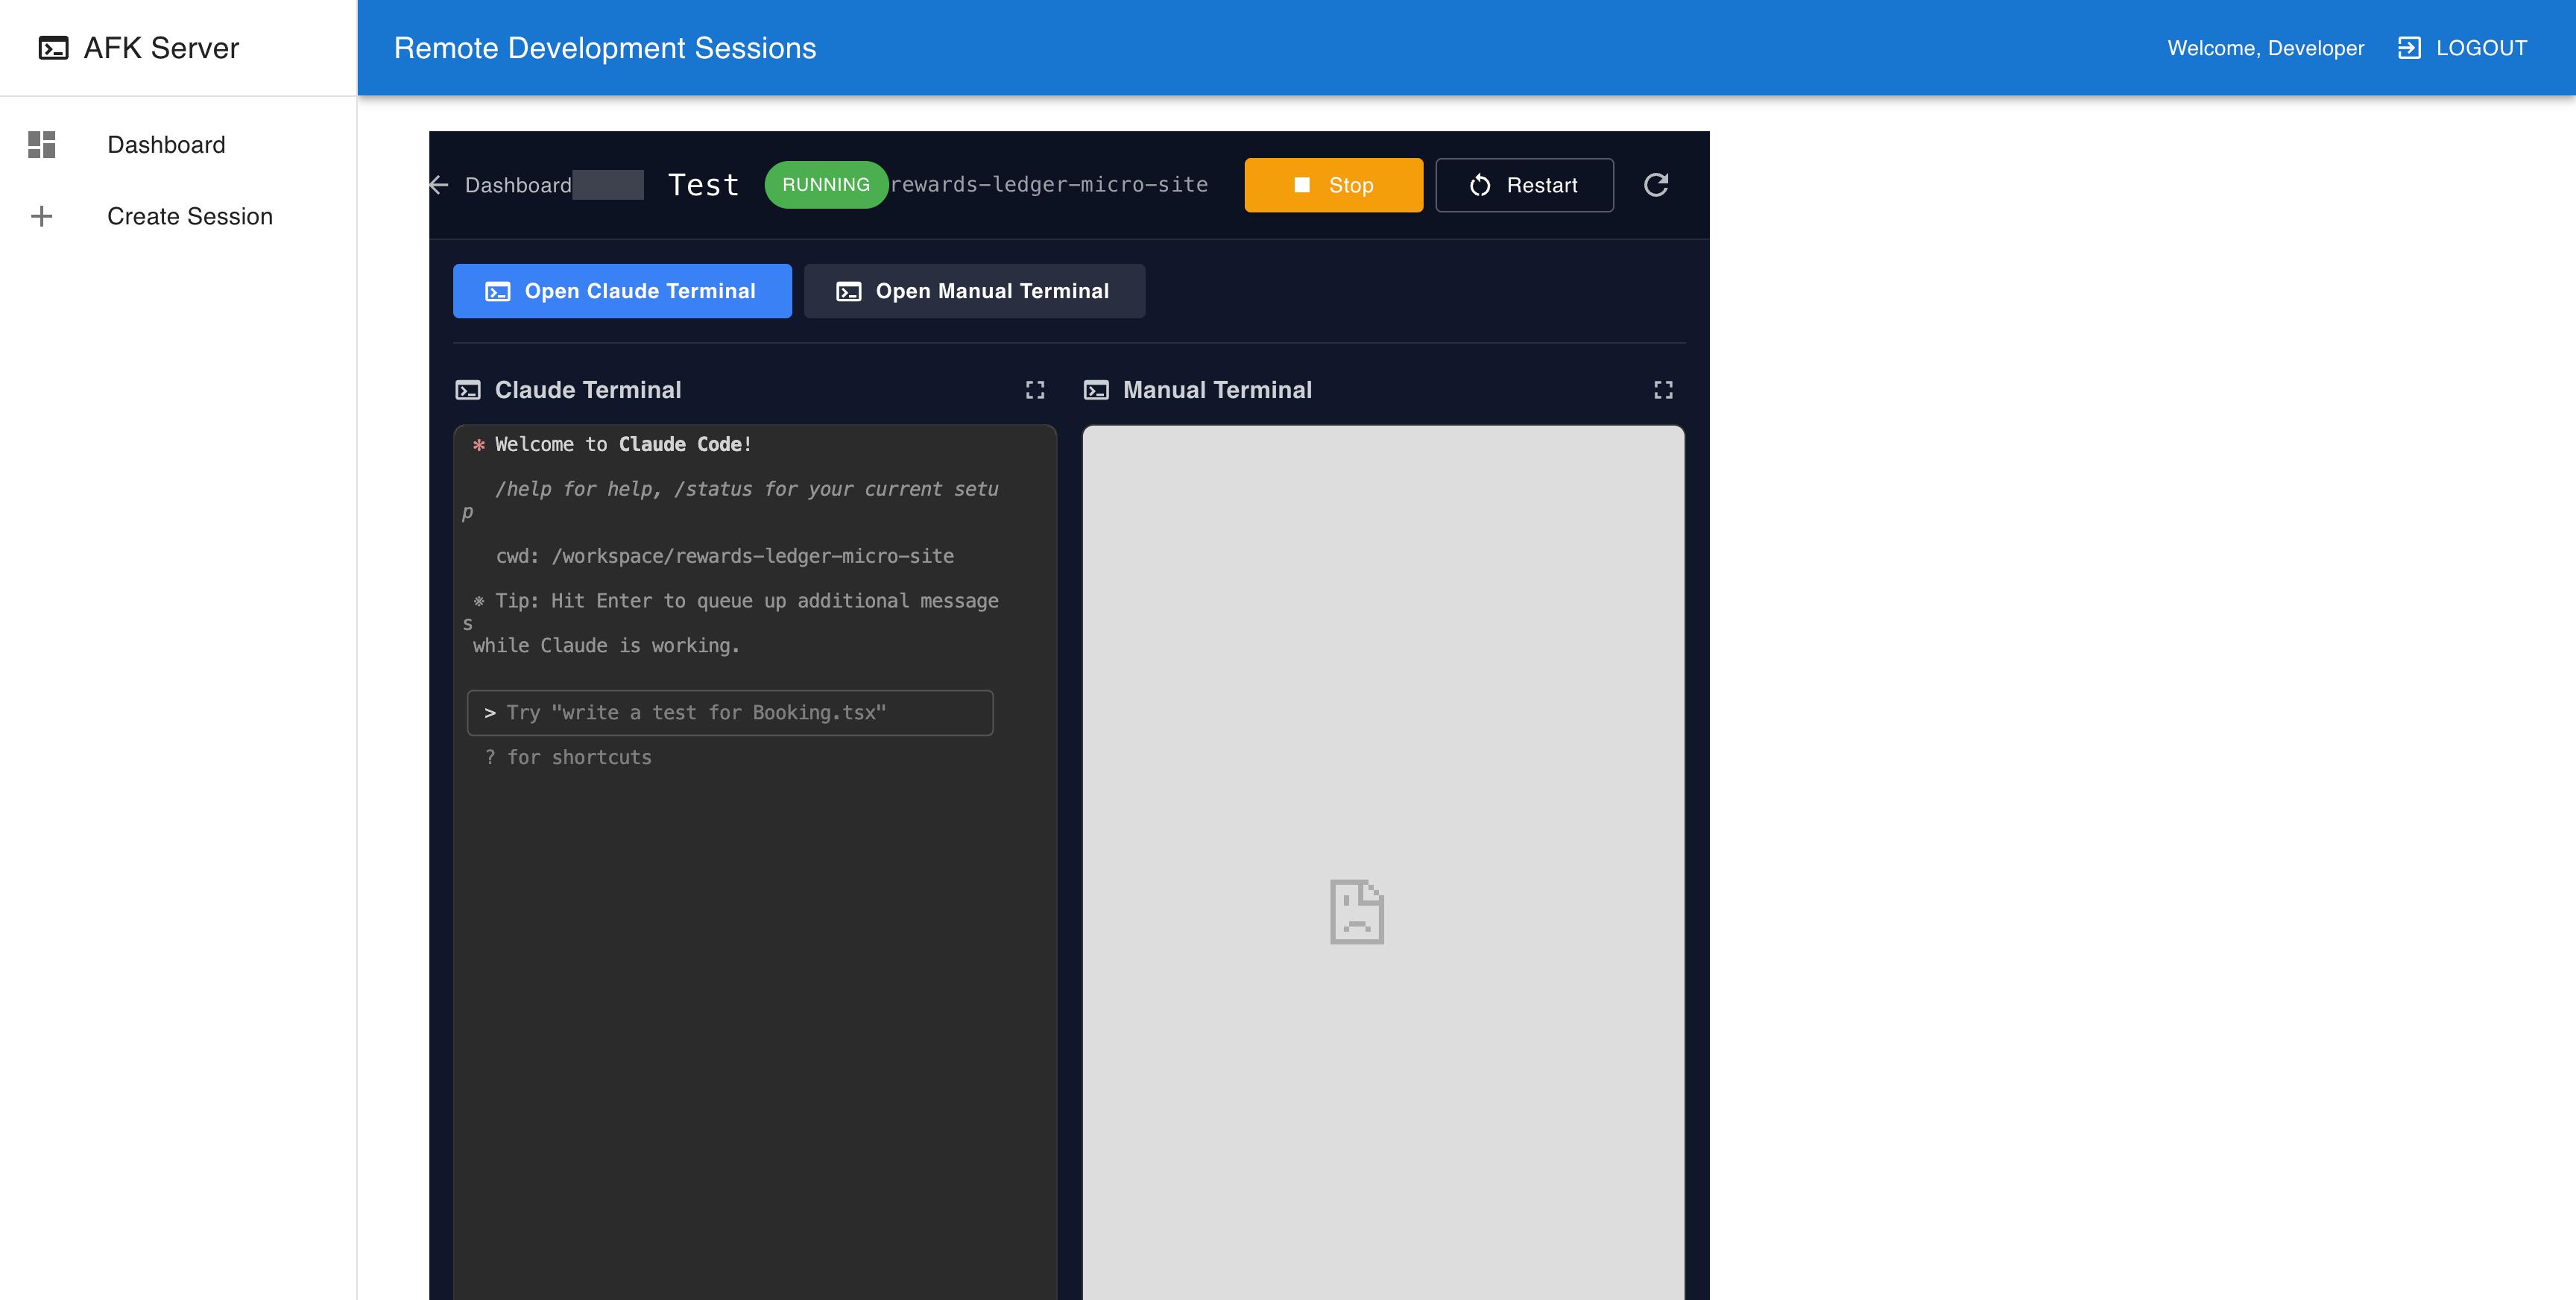 AFK Server
Remote Development Sessions
Welcome, Developer
LOGOUT
Dashboard
Create Session
Dashboard
Test
RUNNING
rewards-ledger-micro-site
Stop
Restart
Open Claude Terminal
Open Manual Terminal
Claude Terminal
* Welcome to Claude Code!
/help for help, /status for your current setu
p
cwd: /workspace/rewards-ledger-micro-site
※ Tip: Hit Enter to queue up additional message
s
while Claude is working.
> Try "write a test for Booking.tsx"
? for shortcuts
Manual Terminal